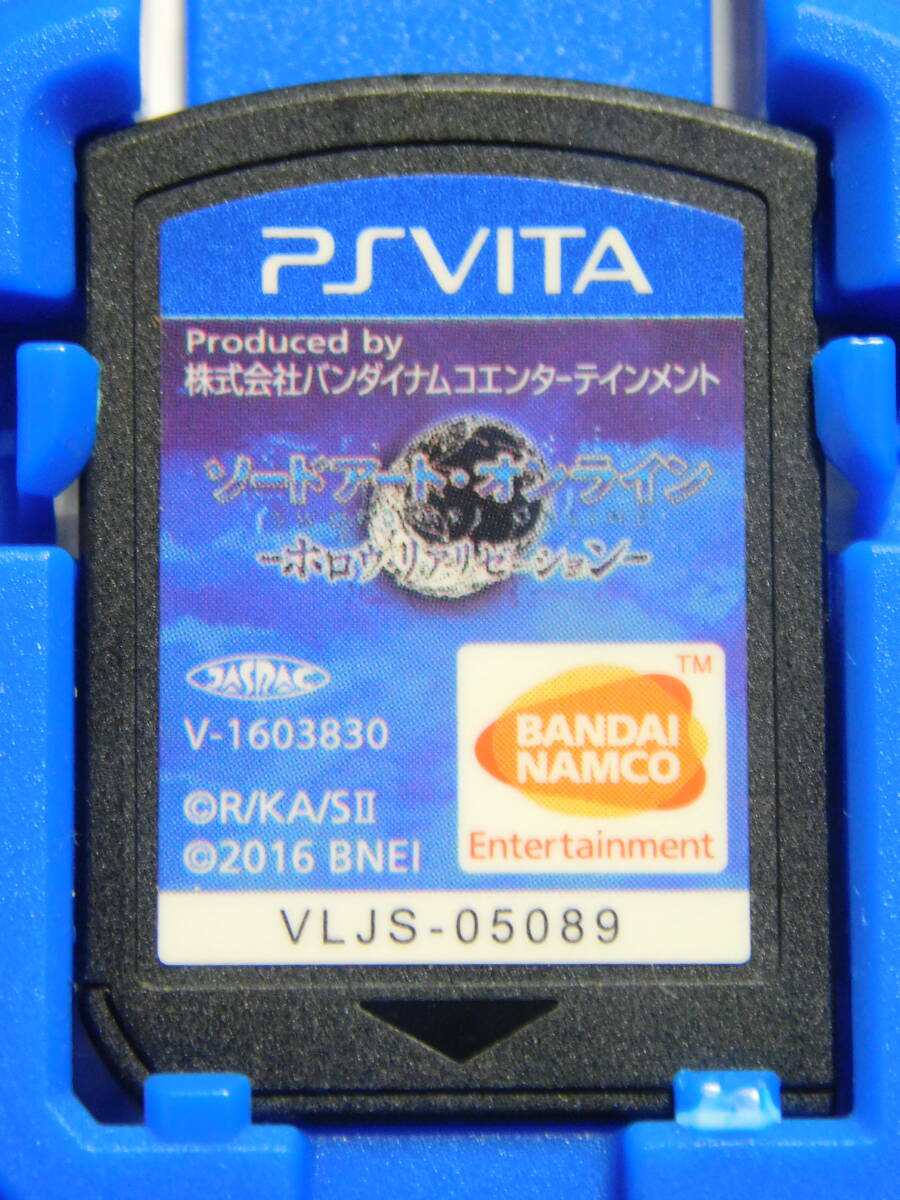 PSVITA
Produced by
株式会社バンダイナムコエンターテインメント
ソードアート・オンライン
-ホロウ・リアリゼーション-
JASRAC
V-1603830
©R/KA/SⅡ
©2016 BNEI
TM
BANDAI
NAMCO
Entertainment
VLJS-05089